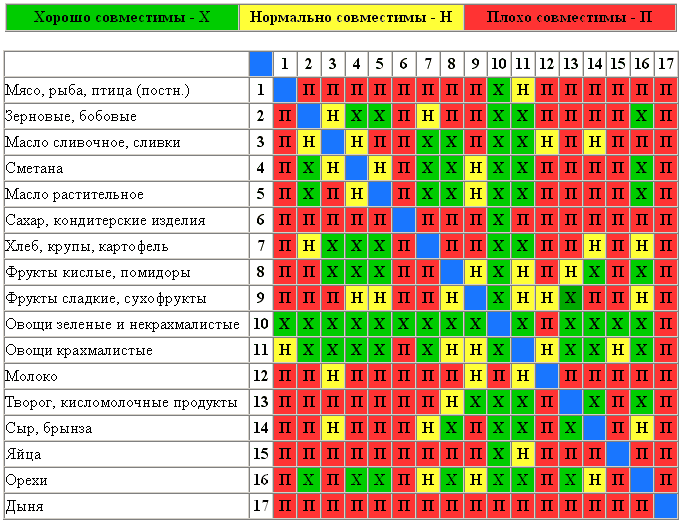 Хорошо совместимы - Х Нормально совместимы - Н Плохо совместимы - П
1 2 3 4 5 6 7 8 9 10 11 12 13 14 15 16 17
Мясо, рыба, птица (постн.) 1 П П П П П П П П Х Н П П П П П П
Зерновые, бобовые 2 П Н Х Х П Н П П Х Х П П П П Х П
Масло сливочное, сливки 3 П Н Н П П Х Х П Х Х Н П Н П П П
Сметана 4 П Х Н Н П Х Х Н Х Х П П П П Х П
Масло растительное 5 П Х П Н П Х Х Н Х Х П П П П Х П
Сахар, кондитерские изделия 6 П П П П П П П П Х П П П П П П П
Хлеб, крупы, картофель 7 П Н Х Х Х П П П Х Х П П Н П Н П
Фрукты кислые, помидоры 8 П П Х Х Х П П Н Х Н П Н Х П Х П
Фрукты сладкие, сухофрукты 9 П П П Н Н П П Н Х Н Н Х П П Н П
Овощи зеленые и некрахмалистые 10 Х Х Х Х Х Х Х Х Х Х П Х Х Х Х П
Овощи крахмалистые 11 Н Х Х Х Х П Х Н Н Х Н Х Х Н Х П
Молоко 12 П П Н П П П П П Н П Н П П П П П
Творог, кисломолочные продукты 13 П П П П П П П Н Х Х Х П Х П Х П
Сыр, брынза 14 П П Н П П П Н Х П Х Х П Х П Н П
Яйца 15 П П П П П П П П П Х Н П П П П П
Орехи 16 П Х П Х Х П Н Х Н Х Х П Х Н П П
Дыня 17 П П П П П П П П П П П П П П П П